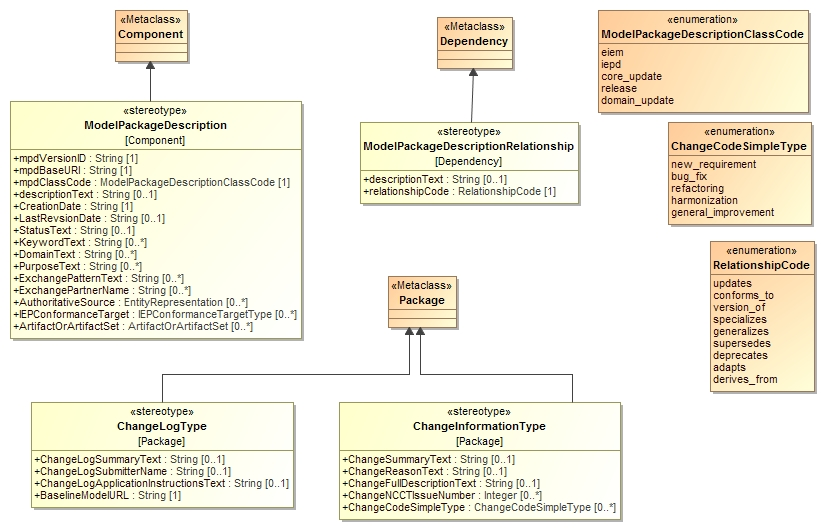 «Metaclass»
Component
«stereotype»
ModelPackageDescription
[Component]
+mpdVersionID : String [1]
+mpdBaseURI : String [1]
+mpdClassCode : ModelPackageDescriptionClassCode [1]
+descriptionText : String [0..1]
+CreationDate : String [1]
+LastRevsionDate : String [0..1]
+StatusText : String [0..1]
+KeywordText : String [0..*]
+DomainText : String [0..*]
+PurposeText : String [0..*]
+ExchangePatternText : String [0..*]
+ExchangePartnerName : String [0..*]
+AuthoritativeSource : EntityRepresentation [0..*]
+IEPConformanceTarget : IEPConformanceTargetType [0..*]
+ArtifactOrArtifactSet : ArtifactOrArtifactSet [0..*]
«Metaclass»
Dependency
«stereotype»
ModelPackageDescriptionRelationship
[Dependency]
+descriptionText : String [0..1]
+relationshipCode : RelationshipCode [1]
«enumeration»
ModelPackageDescriptionClassCode
eiem
iepd
core_update
release
domain_update
«enumeration»
ChangeCodeSimpleType
new_requirement
bug_fix
refactoring
harmonization
general_improvement
«enumeration»
RelationshipCode
updates
conforms_to
version_of
specializes
generalizes
supersedes
deprecates
adapts
derives_from
«Metaclass»
Package
«stereotype»
ChangeLogType
[Package]
+ChangeLogSummaryText : String [0..1]
+ChangeLogSubmitterName : String [0..1]
+ChangeLogApplicationInstructionsText : String [0..1]
+BaselineModelURL : String [1]
«stereotype»
ChangeInformationType
[Package]
+ChangeSummaryText : String [0..1]
+ChangeReasonText : String [0..1]
+ChangeFullDescriptionText : String [0..1]
+ChangeNCCTIssueNumber : Integer [0..*]
+ChangeCodeSimpleType : ChangeCodeSimpleType [0..*]